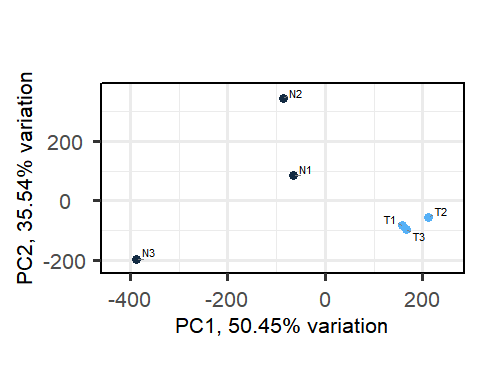 PC2, 35.54% variation
200
0
-200
N2
N1
N3
T1
T2
T3
-400
-200
0
200
PC1, 50.45% variation